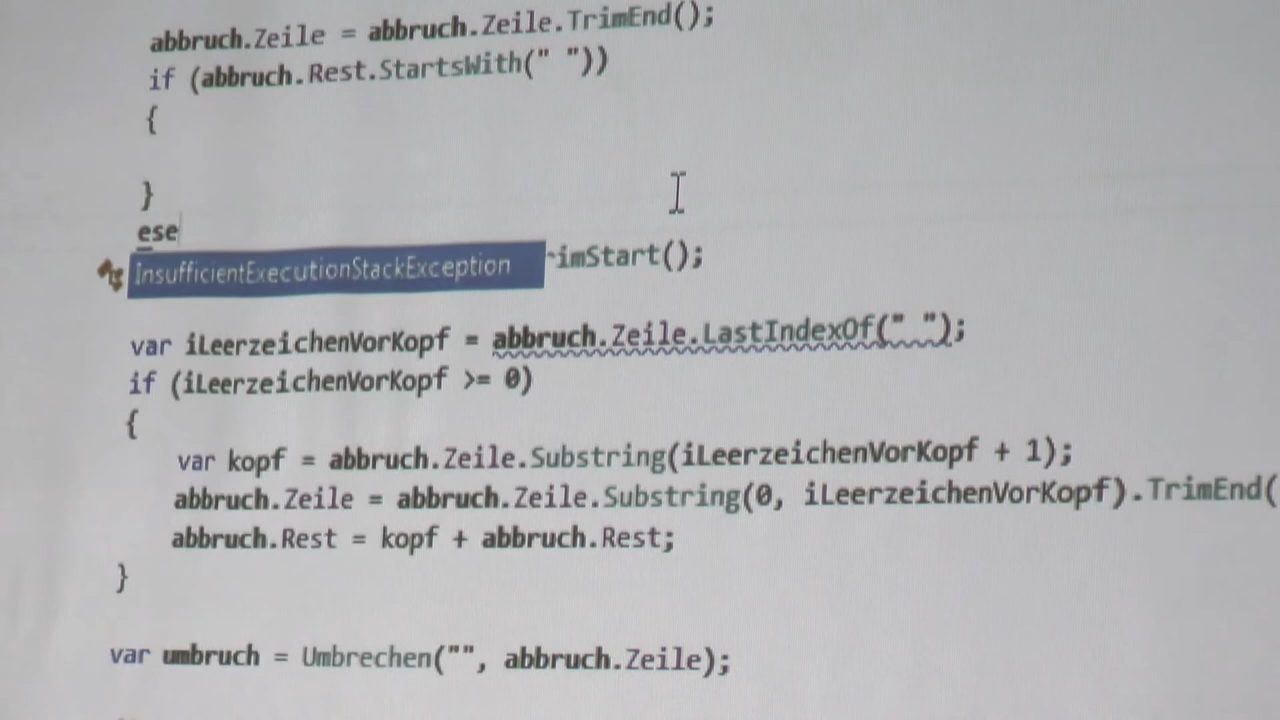 abbruch.Zeile = abbruch.Zeile.TrimEnd();
if (abbruch.Rest.StartsWith(" "))
{
}
ese
InsufficientExecutionStackException
imStart();
var iLeerzeichenVorKopf = abbruch.Zeile.LastIndexOf(" ");
if (iLeerzeichenVorKopf >= 0)
{
var kopf = abbruch.Zeile.Substring(iLeerzeichenVorKopf + 1);
abbruch.Zeile = abbruch.Zeile.Substring(0, iLeerzeichenVorKopf).TrimEnd(
abbruch.Rest = kopf + abbruch.Rest;
}
var umbruch = Umbrechen("", abbruch.Zeile);